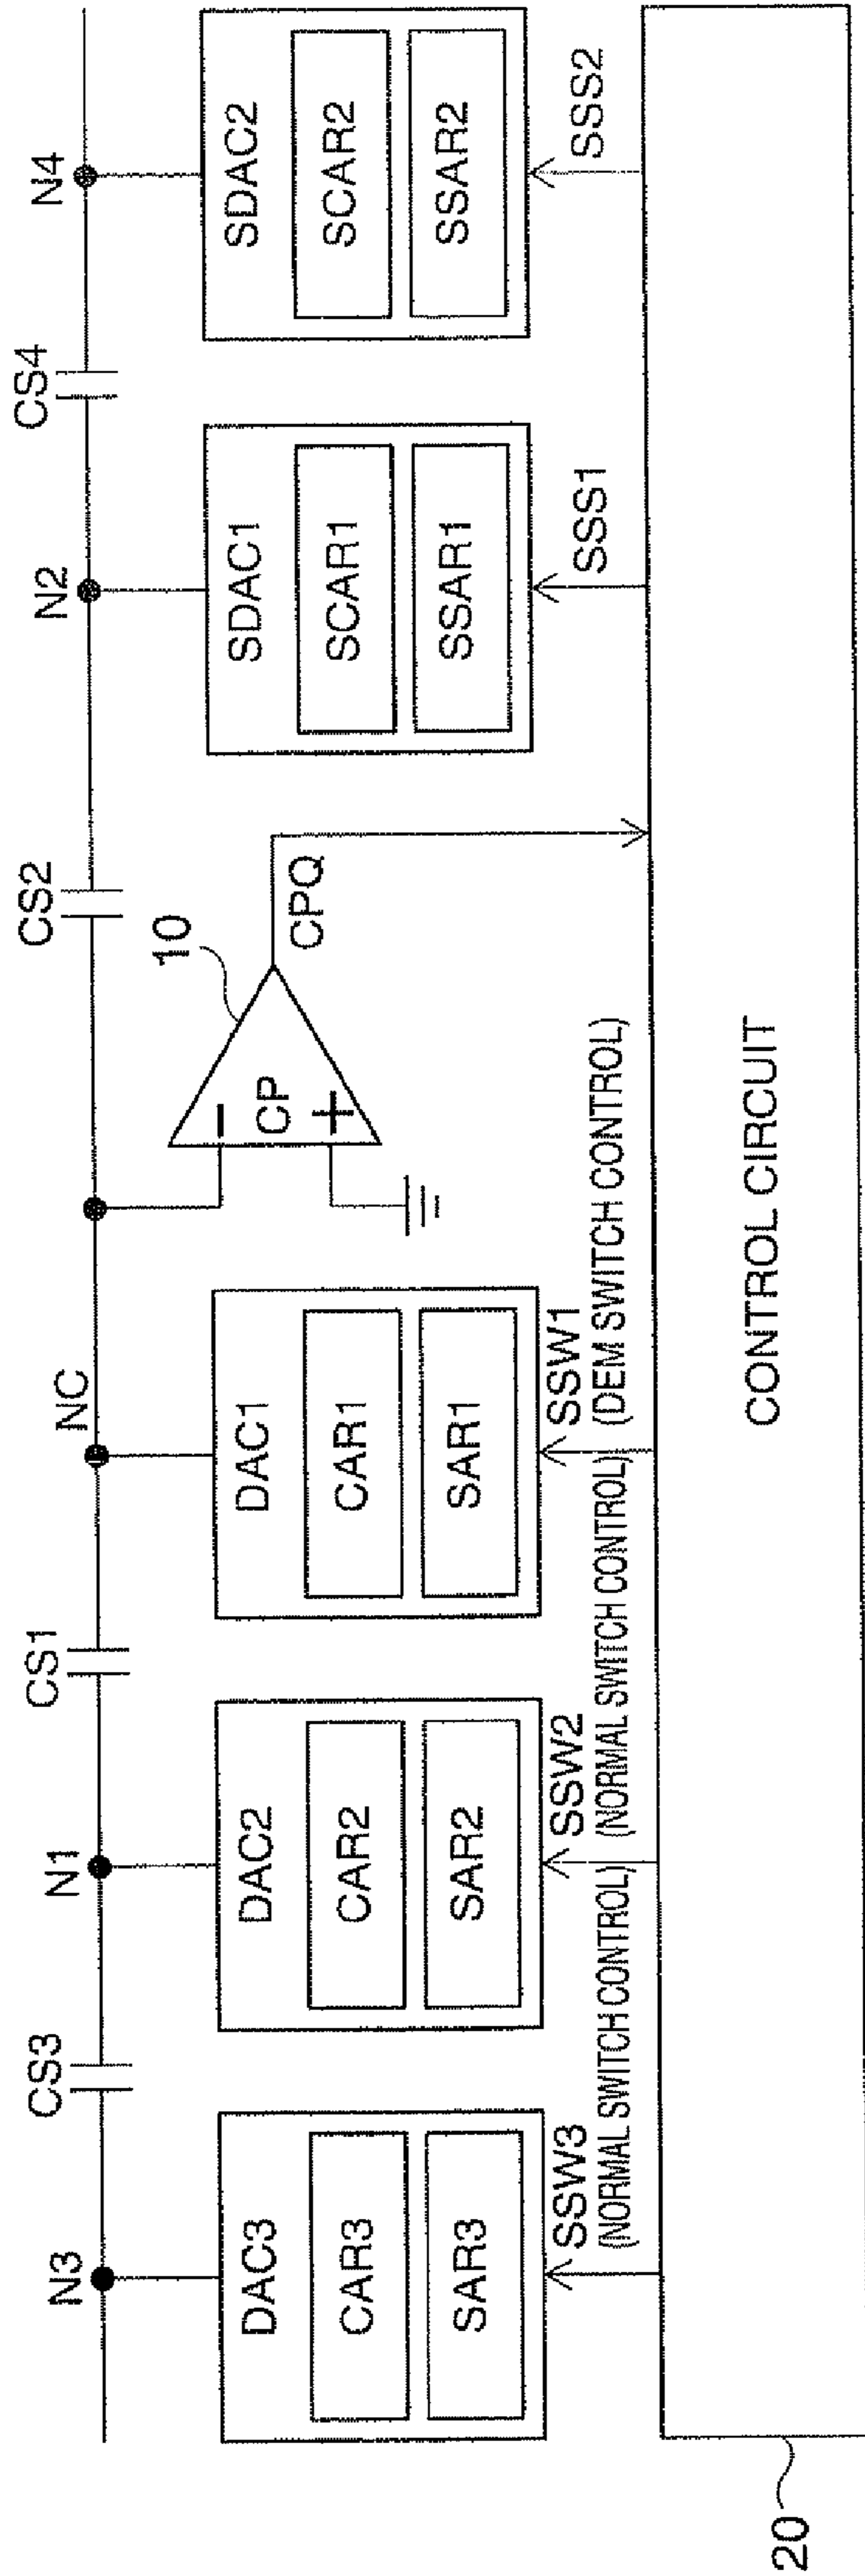 CS3
CS1
CS2
CS4
N3
N1
NC
N2
N4
10
DAC3
CAR3
SAR3
DAC2
CAR2
SAR2
DAC1
CAR1
SAR1
CP
CPQ
SDAC1
SCAR1
SSAR1
SDAC2
SCAR2
SSAR2
SSW3
(NORMAL SWITCH CONTROL)
SSW2
(NORMAL SWITCH CONTROL)
SSW1
(DEM SWITCH CONTROL)
SSS1
SSS2
CONTROL CIRCUIT
20